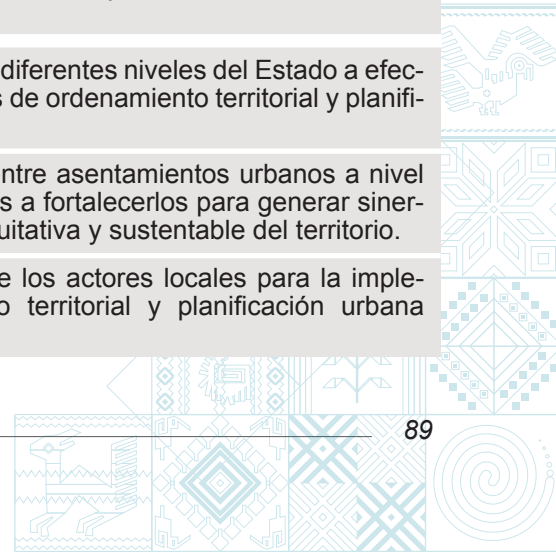 diferentes niveles del Estado a efec-
s de ordenamiento territorial y planifi-
ntre asentamientos urbanos a nivel
s a fortalecerlos para generar siner-
uitativa y sustentable del territorio.
e los actores locales para la imple-
o territorial y planificación urbana
89